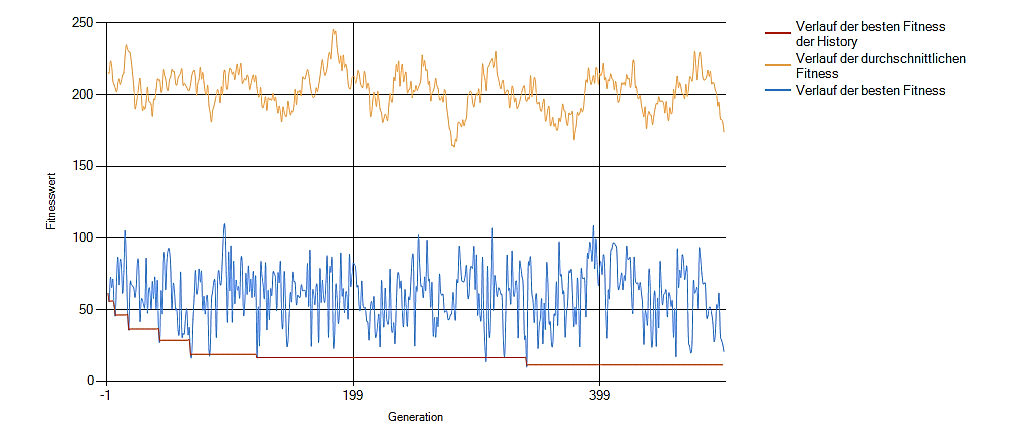 250
200
150
100
50
0
-1
199
399
Fitnesswert
Generation
Verlauf der besten Fitness
der History
Verlauf der durchschnittlichen
Fitness
Verlauf der besten Fitness